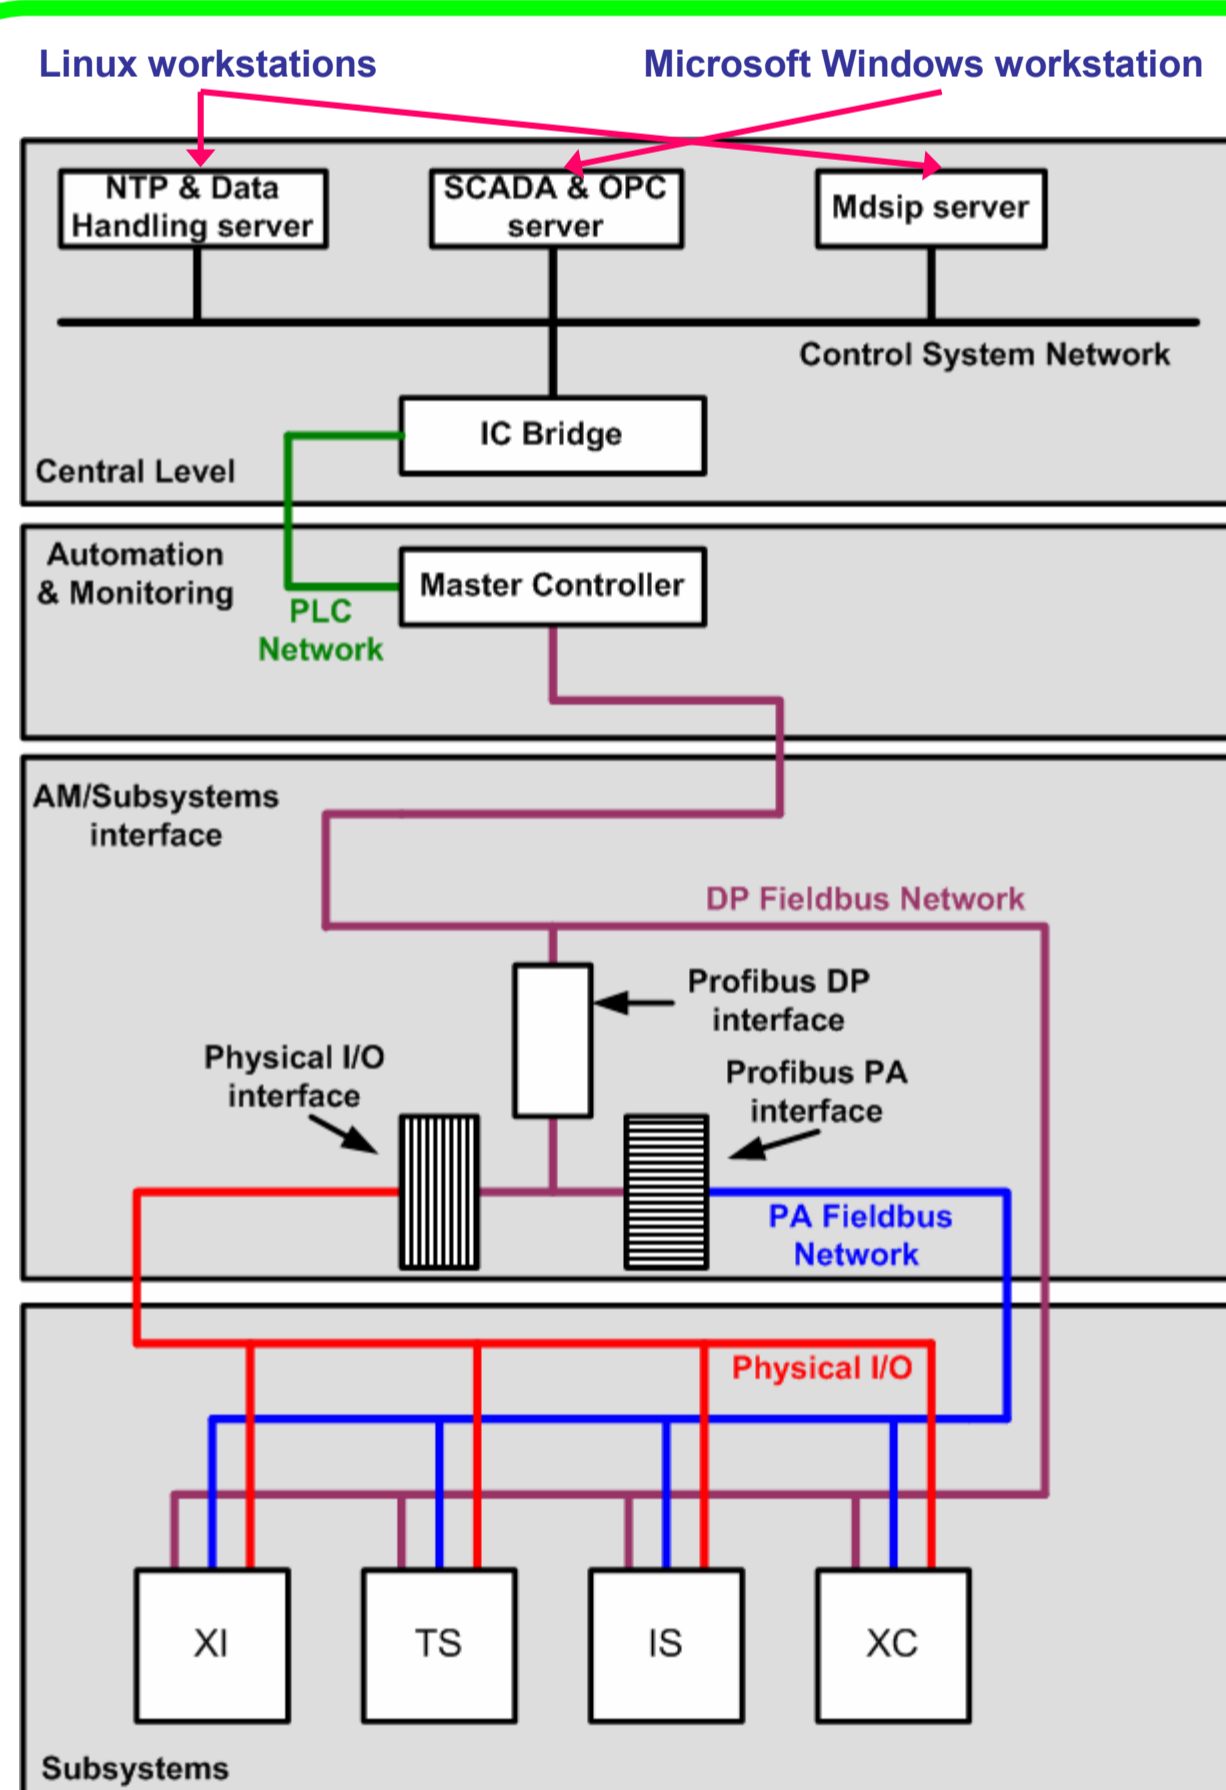 Linux workstations
Microsoft Windows workstation
NTP & Data
Handling server
SCADA & OPC
server
Mdsip server
Control System Network
IC Bridge
Central Level
Automation
& Monitoring
Master Controller
PLC
Network
AM/Subsystems
interface
DP Fieldbus Network
Profibus DP
interface
Physical I/O
interface
Profibus PA
interface
PA Fieldbus
Network
Physical I/O
XI
TS
IS
XC
Subsystems